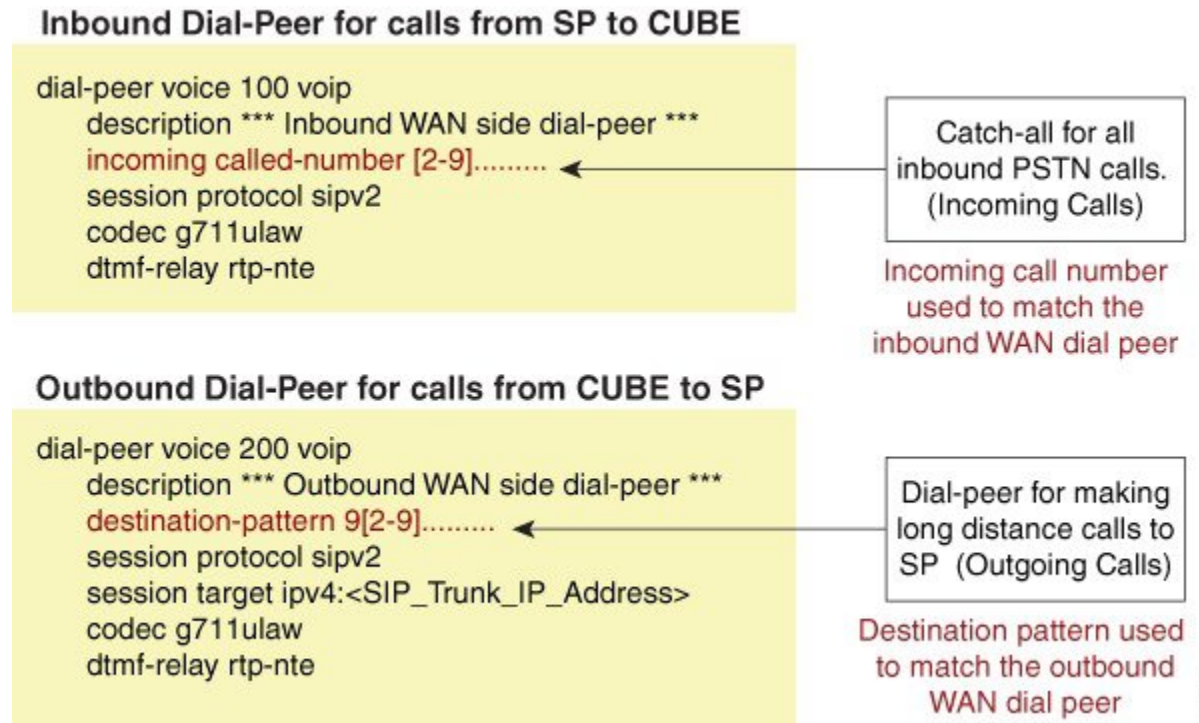 Inbound Dial-Peer for calls from SP to CUBE
dial-peer voice 100 voip
description *** Inbound WAN side dial-peer ***
incoming called-number [2-9].........
session protocol sipv2
codec g711ulaw
dtmf-relay rtp-nte
Catch-all for all
inbound PSTN calls.
(Incoming Calls)
Incoming call number
used to match the
inbound WAN dial peer
Outbound Dial-Peer for calls from CUBE to SP
dial-peer voice 200 voip
description *** Outbound WAN side dial-peer ***
destination-pattern 9[2-9].........
session protocol sipv2
session target ipv4:<SIP_Trunk_IP_Address>
codec g711ulaw
dtmf-relay rtp-nte
Dial-peer for making
long distance calls to
SP (Outgoing Calls)
Destination pattern used
to match the outbound
WAN dial peer